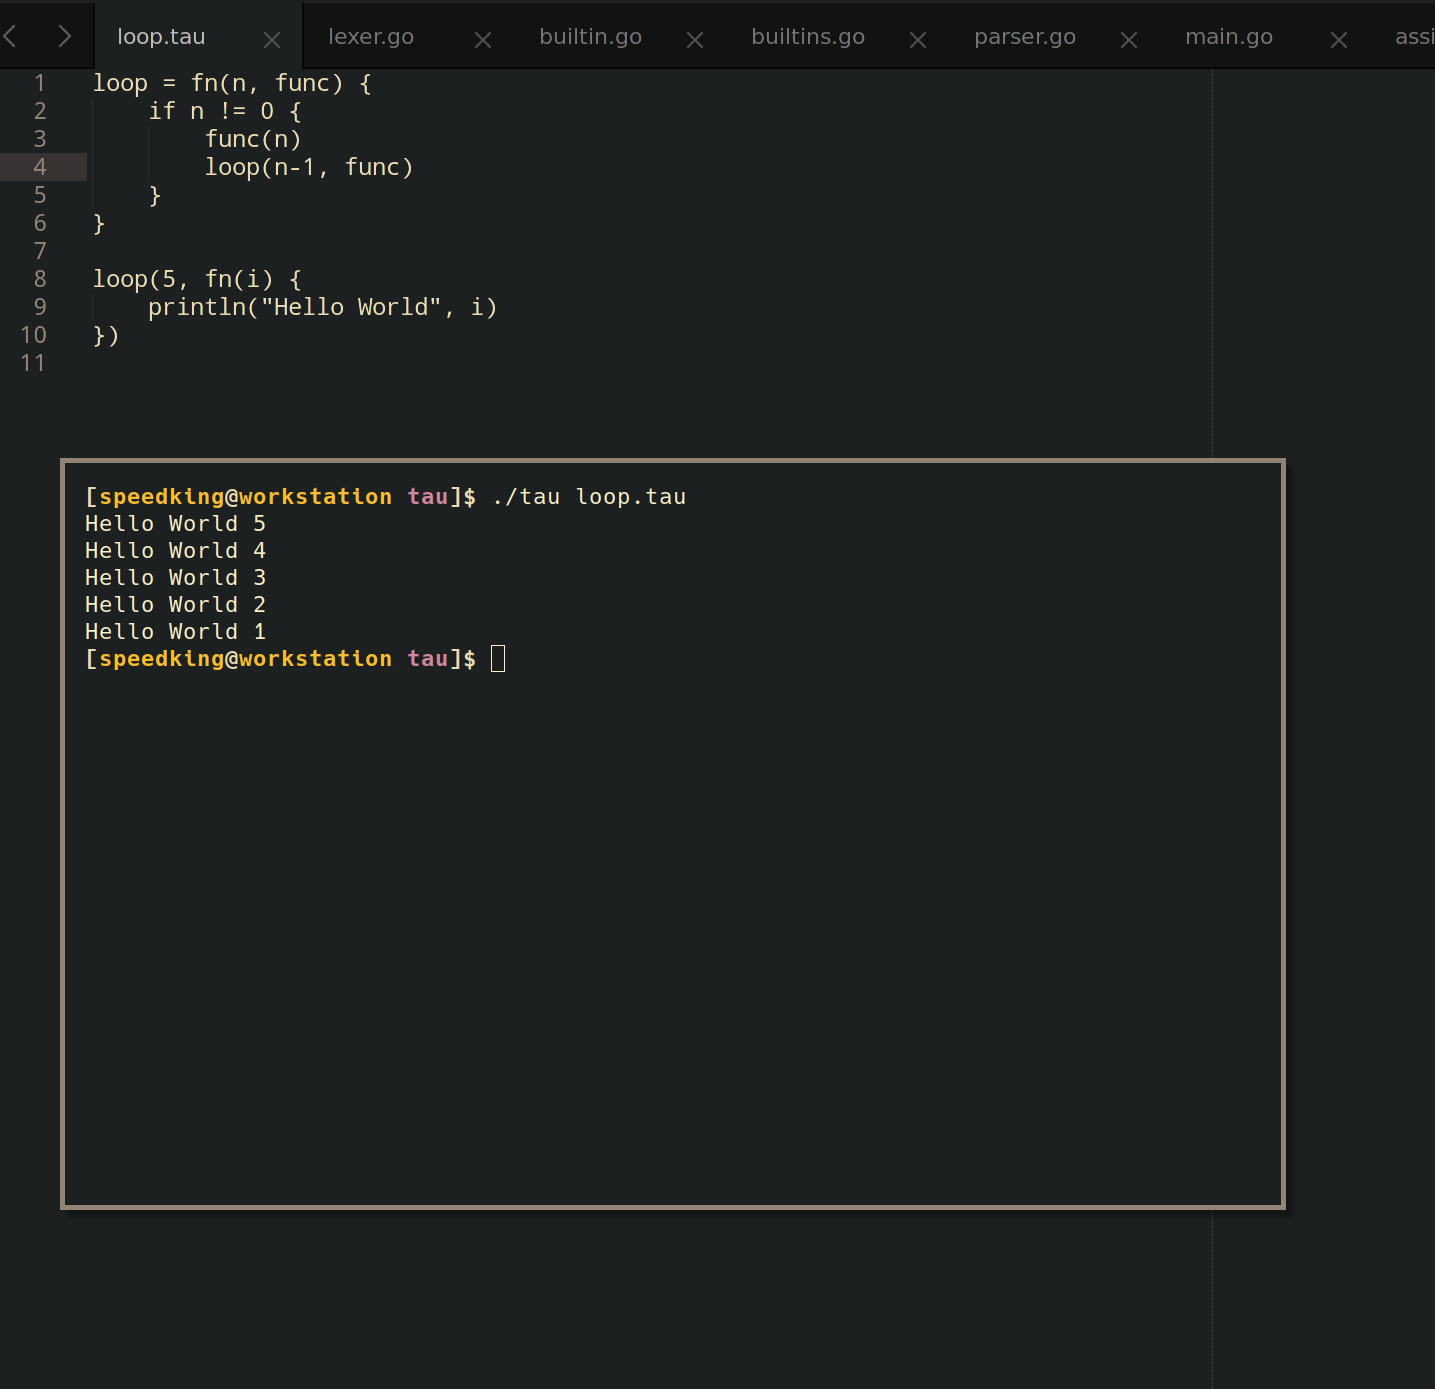 loop.tau lexer.go builtin.go builtins.go parser.go main.go assi
1 loop = fn(n, func) {
2     if n != 0 {
3         func(n)
4         loop(n-1, func)
5     }
6 }
7
8 loop(5, fn(i) {
9     println("Hello World", i)
10 })
11
[speedking@workstation tau]$ ./tau loop.tau
Hello World 5
Hello World 4
Hello World 3
Hello World 2
Hello World 1
[speedking@workstation tau]$